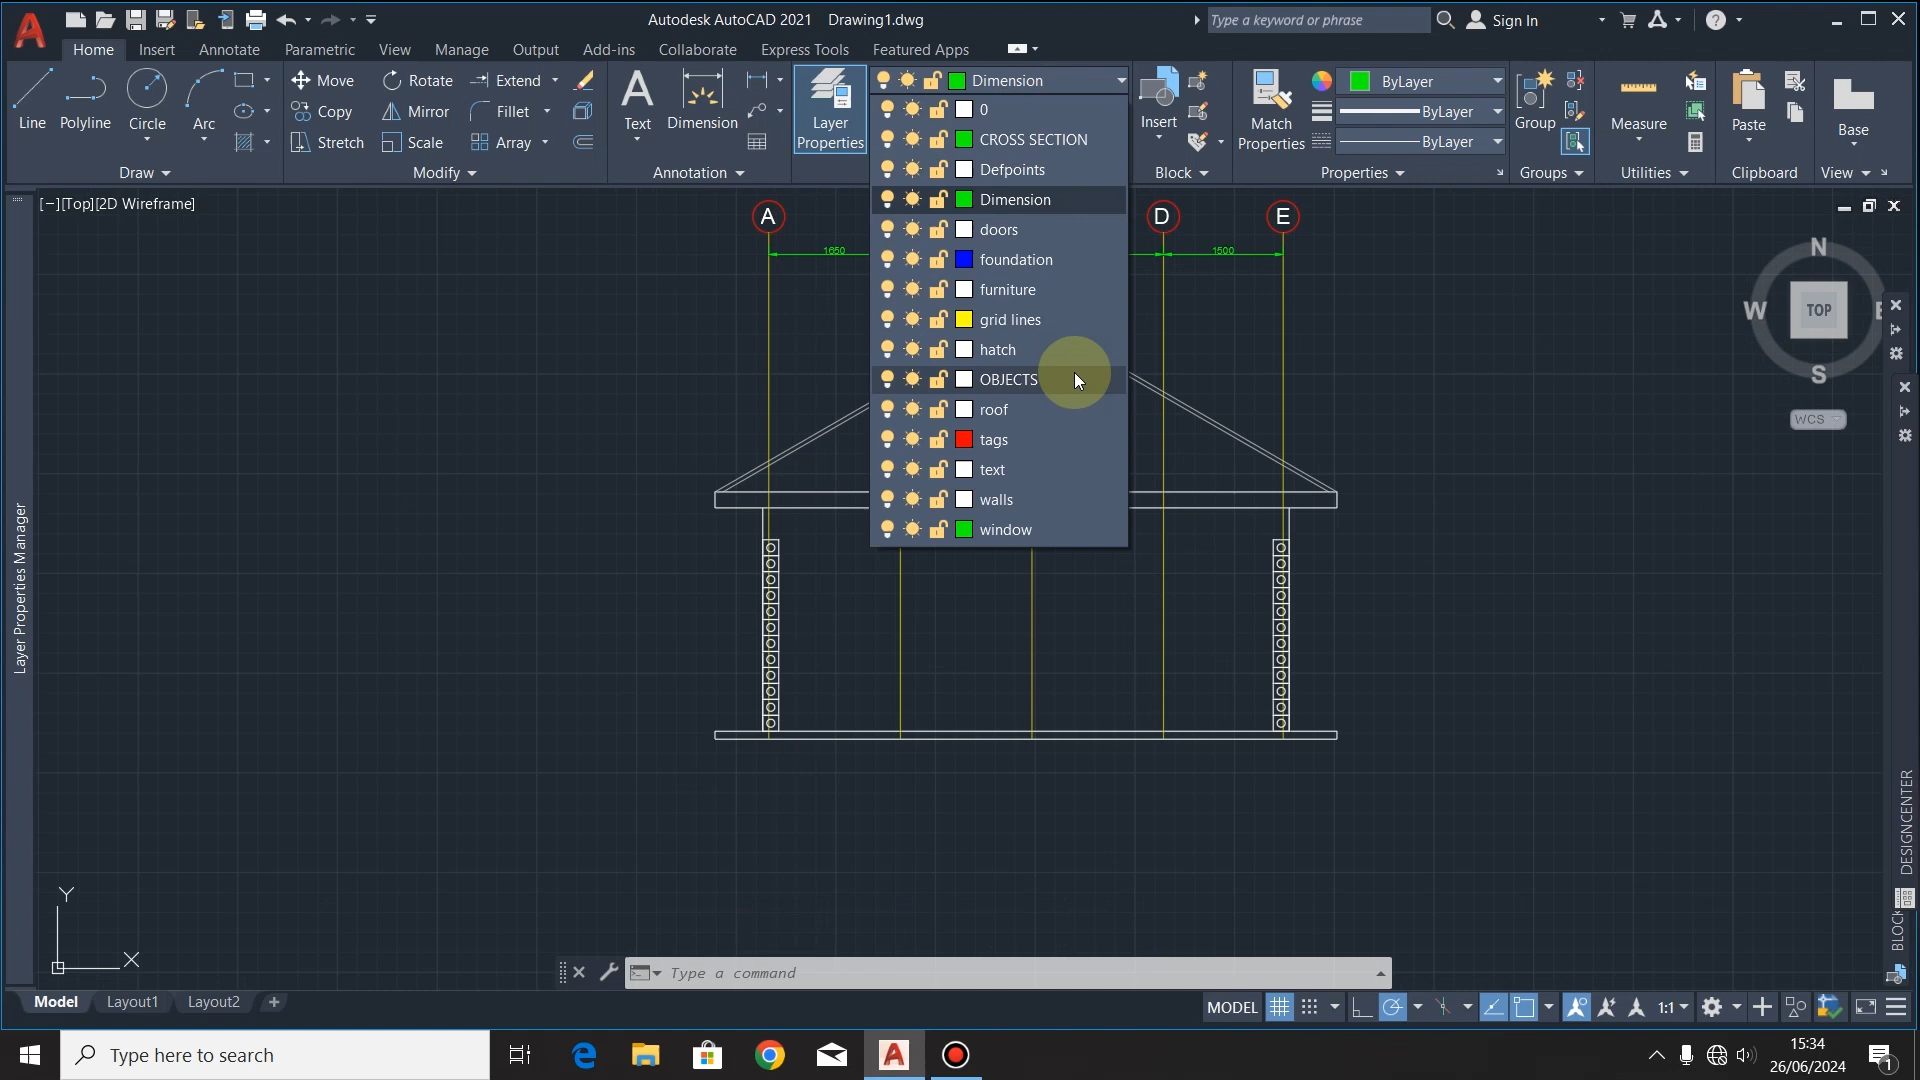 Autodesk AutoCAD 2021 Drawing1.dwg
Type a keyword or phrase
Sign In
Home Insert Annotate Parametric View Manage Output Add-ins Collaborate Express Tools Featured Apps
Line Polyline Circle Arc
Move Rotate Extend
Copy Mirror Fillet
Stretch Scale Array
Text Dimension
Layer Properties
Dimension
Insert
Match Properties
ByLayer
ByLayer
ByLayer
Group
Measure
Paste
Base
Draw Modify Annotation Block Properties Groups Utilities Clipboard View
0
CROSS SECTION
Defpoints
Dimension
doors
foundation
furniture
grid lines
hatch
OBJECTS
roof
tags
text
walls
window
[−][Top][2D Wireframe]
A D E
1650 1500
N
W TOP E
S
WCS
Layer Properties Manager
DESIGNCENTER
Y
X
Type a command
Model Layout1 Layout2
MODEL 1:1
Type here to search
15:34
26/06/2024
1